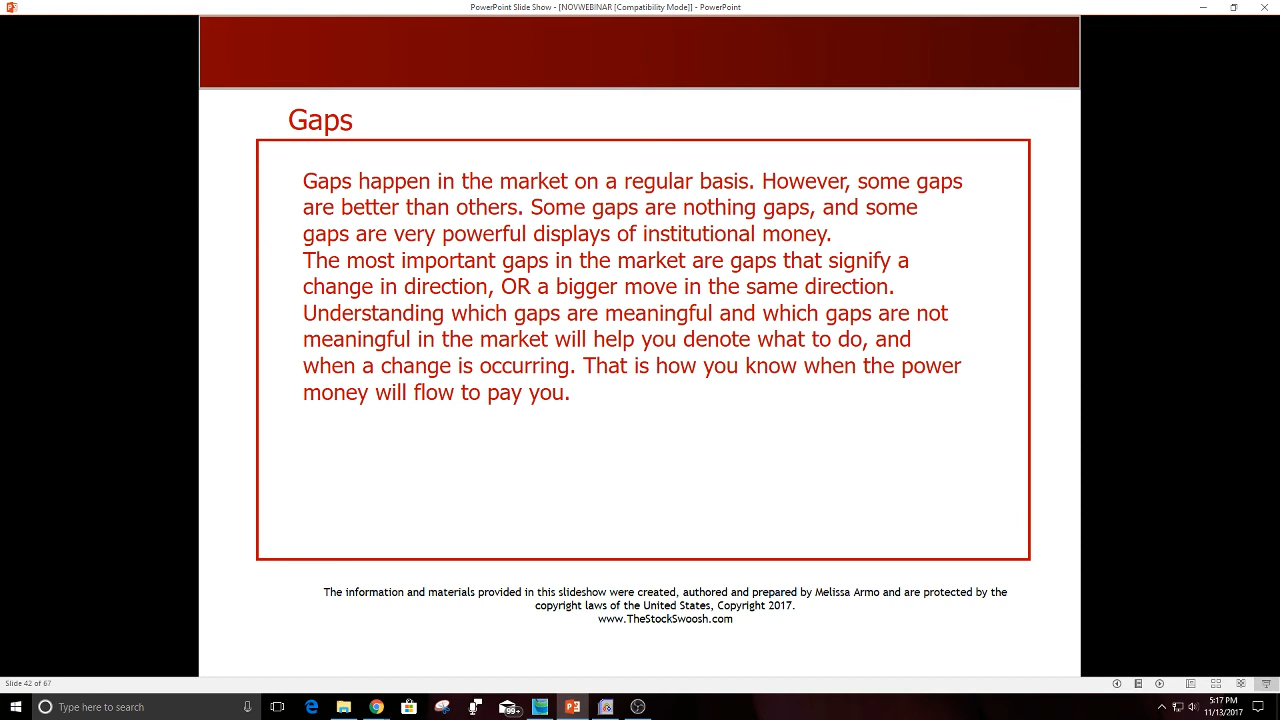 PowerPoint Slide Show - [NOVWEBINAR [Compatibility Mode]] - PowerPoint
Gaps
Gaps happen in the market on a regular basis. However, some gaps
are better than others. Some gaps are nothing gaps, and some
gaps are very powerful displays of institutional money.
The most important gaps in the market are gaps that signify a
change in direction, OR a bigger move in the same direction.
Understanding which gaps are meaningful and which gaps are not
meaningful in the market will help you denote what to do, and
when a change is occurring. That is how you know when the power
money will flow to pay you.
The information and materials provided in this slideshow were created, authored and prepared by Melissa Armo and are protected by the
copyright laws of the United States, Copyright 2017.
www.TheStockSwoosh.com
Slide 42 of 67
Type here to search
99+
5:17 PM
11/13/2017